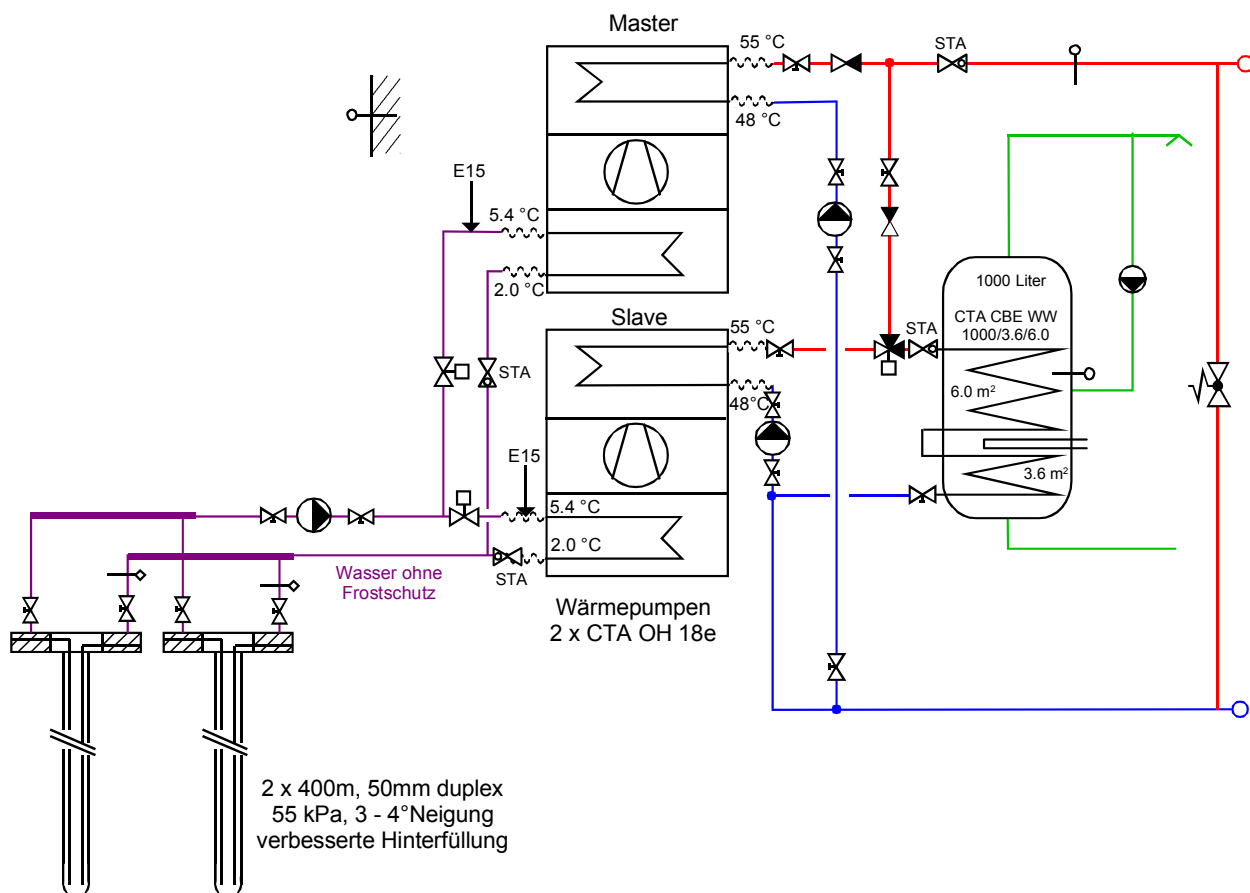 Master
55 °C
STA
48 °C
E15
5.4 °C
2.0 °C
1000 Liter
CTA CBE WW
1000/3.6/6.0
Slave
55 °C
STA
STA
48°C
6.0 m²
E15
3.6 m²
5.4 °C
2.0 °C
STA
Wasser ohne
Frostschutz
Wärmepumpen
2 x CTA OH 18e
2 x 400m, 50mm duplex
55 kPa, 3 - 4°Neigung
verbesserte Hinterfüllung